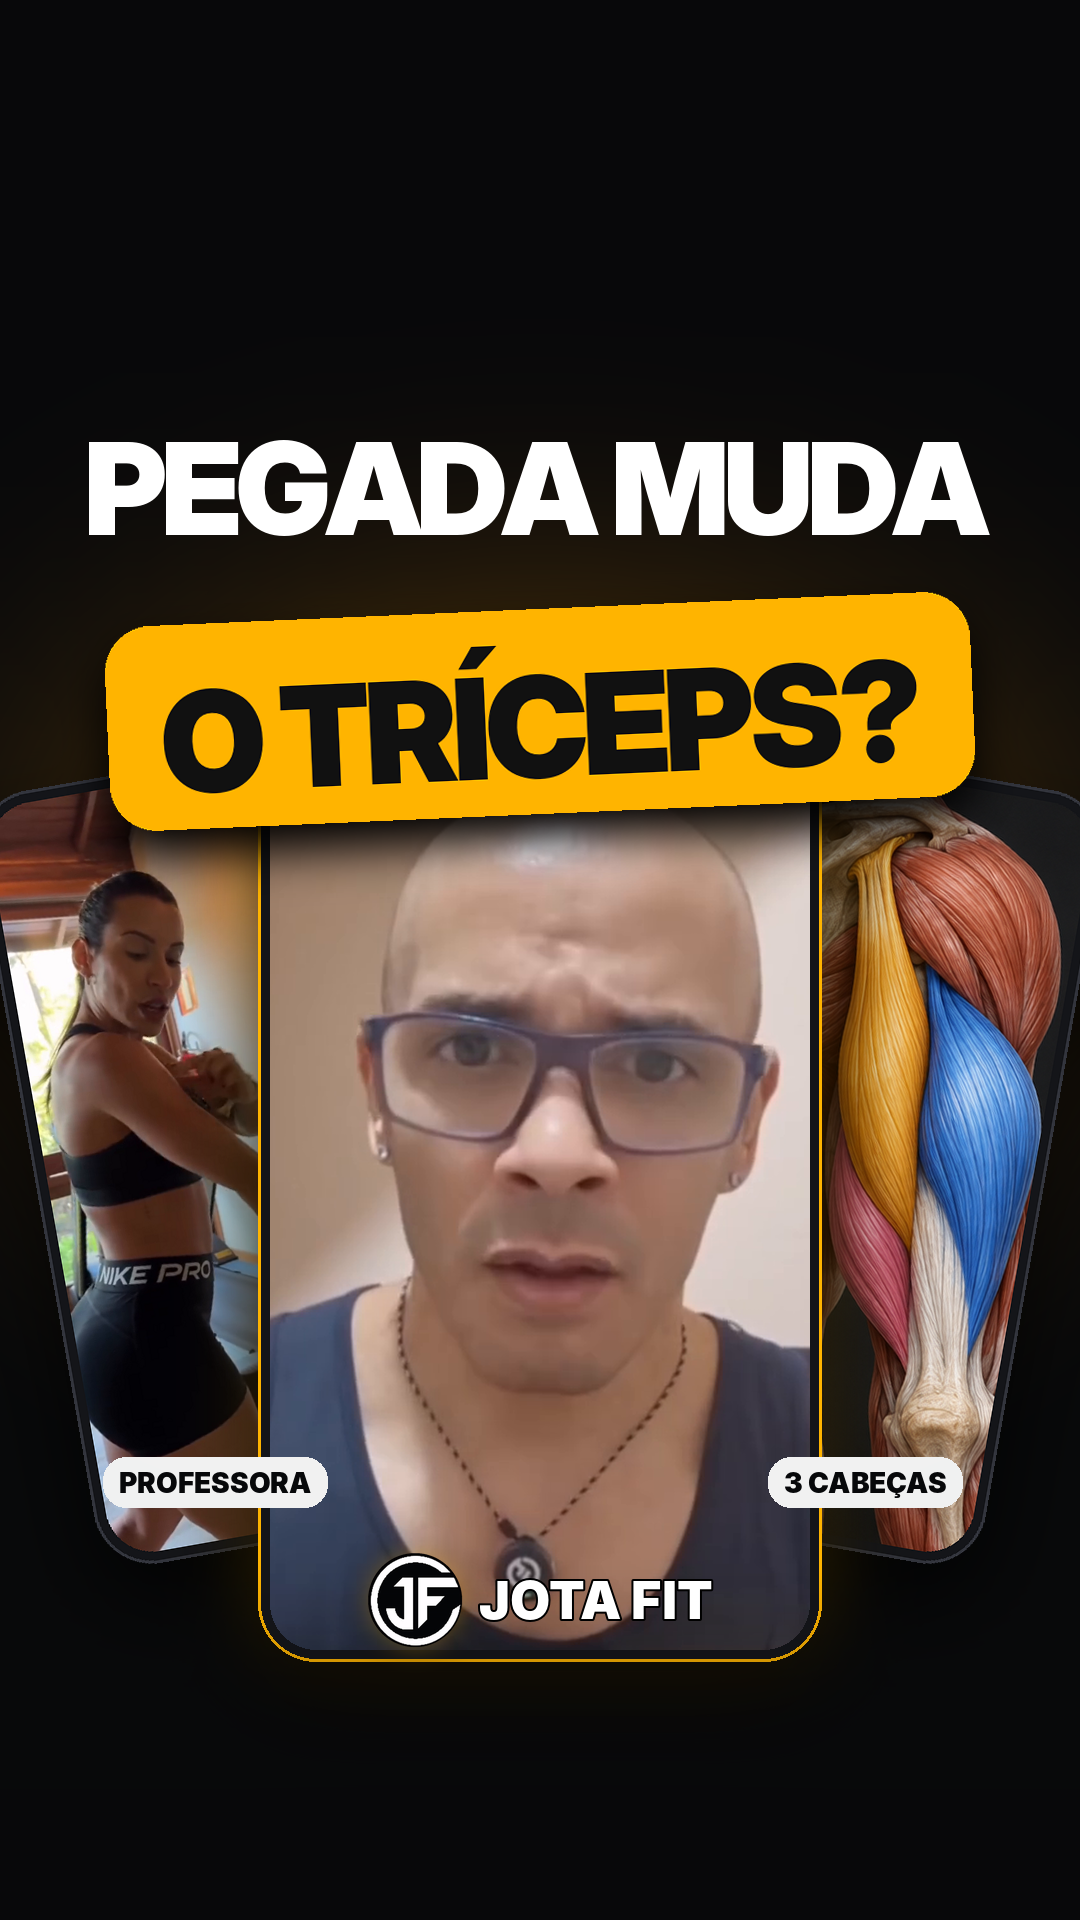 PEGADA MUDA
O TRÍCEPS?
NIKE PRO
PROFESSORA
3 CABEÇAS
JF JOTA FIT